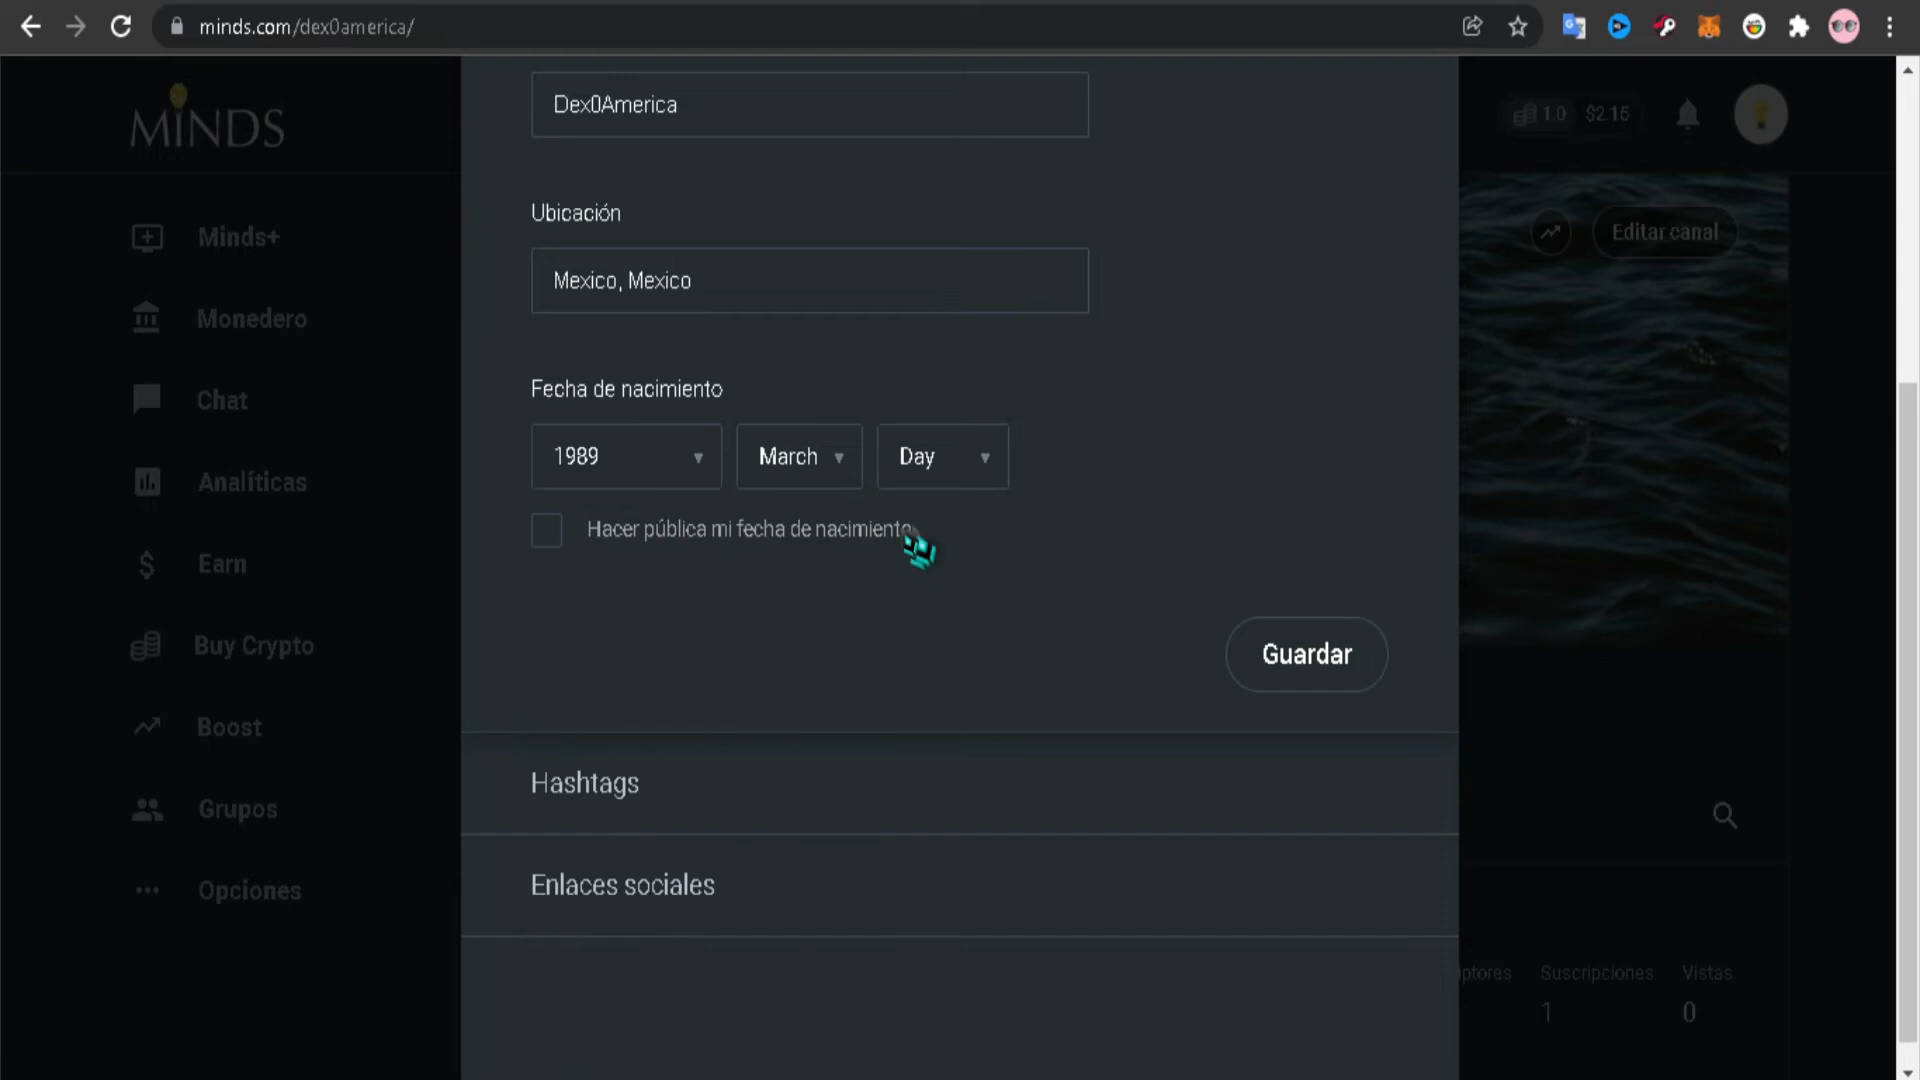 minds.com/dex0america/
MINDS
1.0 $2.15
Dex0America
Ubicación
Mexico, Mexico
Fecha de nacimiento
1989 March Day
Hacer pública mi fecha de nacimiento
Guardar
Hashtags
Enlaces sociales
Minds+
Monedero
Chat
Analíticas
Earn
Buy Crypto
Boost
Grupos
Opciones
Editar canal
iptores Suscripciones Vistas
1 0